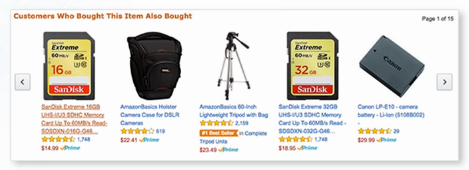 Customers Who Bought This Item Also Bought
Page 1 of 15
SanDisk
Extreme
60MB/s
16GB
SanDisk
SanDisk Extreme 16GB
UHS-I/U3 SDHC Memory
Card Up To 60MB/s Read-
SDSDXN-016G-G46...
1,748
$14.99 Prime
AmazonBasics Holster
Camera Case for DSLR
Cameras
619
$22.41 Prime
AmazonBasics 60-Inch
Lightweight Tripod with Bag
2,159
#1 Best Seller in Complete
Tripod Units
$23.49 Prime
SanDisk
Extreme
60MB/s
32GB
SanDisk
SanDisk Extreme 32GB
UHS-I/U3 SDHC Memory
Card Up To 60MB/s Read-
SDSDXN-032G-G46...
1,748
$18.95 Prime
Canon
Canon LP-E10 - camera
battery - Li-Ion (5108B002)
-
29
$29.99 Prime